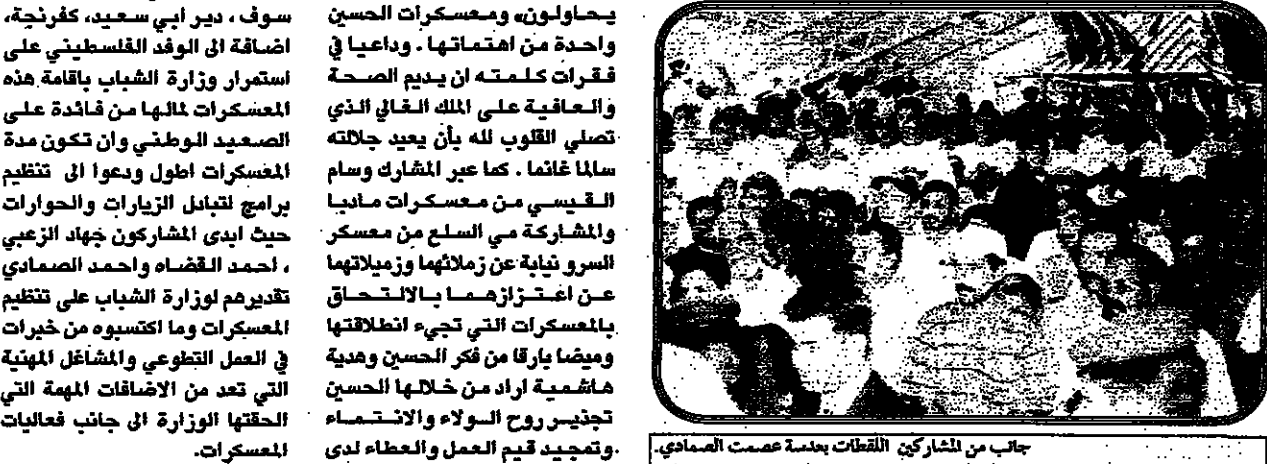 يحاولون» ومعسكرات الحسين
واحدة من اهتماتها . وداعيا في
فقرات كلمته ان يديم الصحة
والعافية على الملك الغالي الذي
تصلي القلوب لله بأن يعيد جلالته
سالما غانما . كما عبر المشارك وسام
القيسي من معسكرات مادبا
والمشاركة مي السلع من معسكر
السرو نيابة عن زملائهما وزميلاتهما
عن اعتزازهما بالالتحاق
بالمعسكرات التي تجيء انطلاقتها
وميضا بارقا من فكر الحسين وهدية
هاشمية اراد من خلالها الحسين
تجذير روح الولاء والانتماء
وتمجيد قيم العمل والعطاء لدى
سوف ، دير ابي سعيد، كفرنجة،
اضافة الى الوفد الفلسطيني على
استمرار وزارة الشباب باقامة هذه
المعسكرات لمالها من فائدة على
الصعيد الوطني وان تكون مدة
المعسكرات اطول ودعوا الى تنظيم
برامج لتبادل الزيارات والحوارات
حيث ابدى المشاركون جهاد الزعبي
، احمد القضاه واحمد الصمادي
تقديرهم لوزارة الشباب على تنظيم
المعسكرات وما اكتسبوه من خبرات
في العمل التطوعي والمشاغل المهنية
التي تعد من الاضافات المهمة التي
الحقتها الوزارة الى جانب فعاليات
المعسكرات.
جانب من المشاركين اللقطات بعدسة عصمت الصمادي.